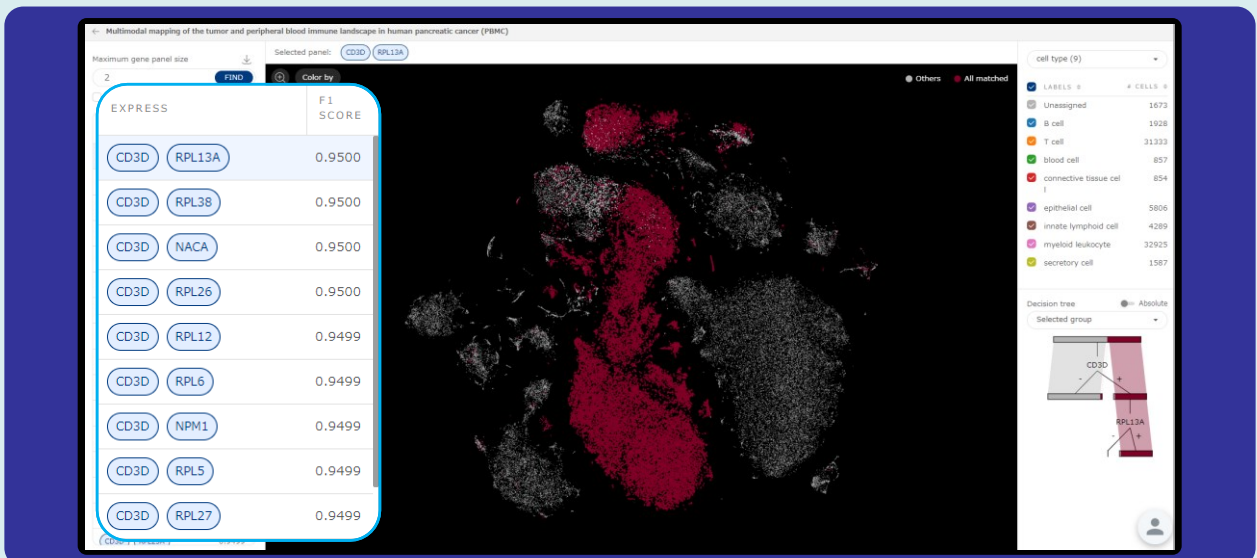 ← Multimodal mapping of the tumor and peripheral blood immune landscape in human pancreatic cancer (PBMC)
Maximum gene panel size
2
FIND
EXPRESS
F1 SCORE
CD3D RPL13A 0.9500
CD3D RPL38 0.9500
CD3D NACA 0.9500
CD3D RPL26 0.9500
CD3D RPL12 0.9499
CD3D RPL6 0.9499
CD3D NPM1 0.9499
CD3D RPL5 0.9499
CD3D RPL27 0.9499
Selected panel: CD3D RPL13A
Color by
Others All matched
cell type (9)
LABELS # CELLS
Unassigned 1673
B cell 1928
T cell 31333
blood cell 857
connective tissue cel 854
l
epithelial cell 5806
innate lymphoid cell 4289
myeloid leukocyte 32925
secretory cell 1587
Decision tree Absolute
Selected group
CD3D
- +
RPL13A
- +